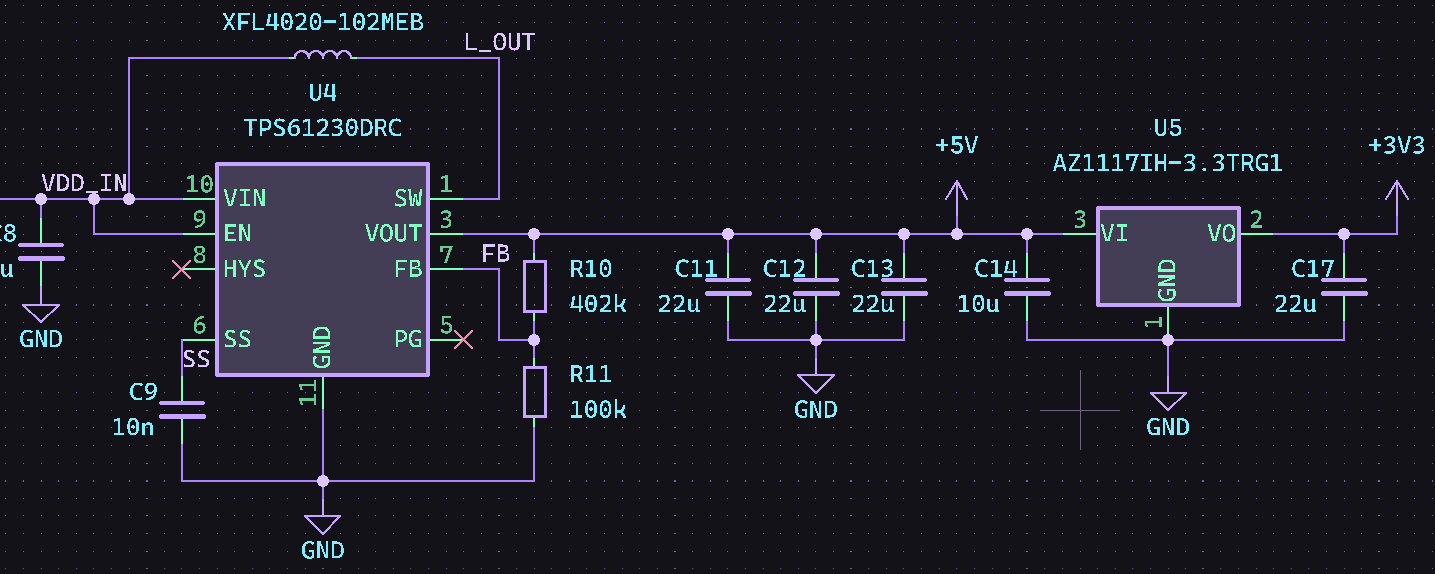 XFL4020-102MEB
L_OUT
U4
TPS61230DRC
VDD_IN
10 VIN
9 EN
8 HYS
6 SS
SS
GND
11
SW 1
VOUT 3
FB 7
PG 5
FB
8
u
GND
C9
10n
GND
R10
402k
R11
100k
C11
22u
C12
22u
C13
22u
GND
+5V
C14
10u
U5
AZ1117IH-3.3TRG1
3 VI
VO 2
GND
1
GND
C17
22u
+3V3